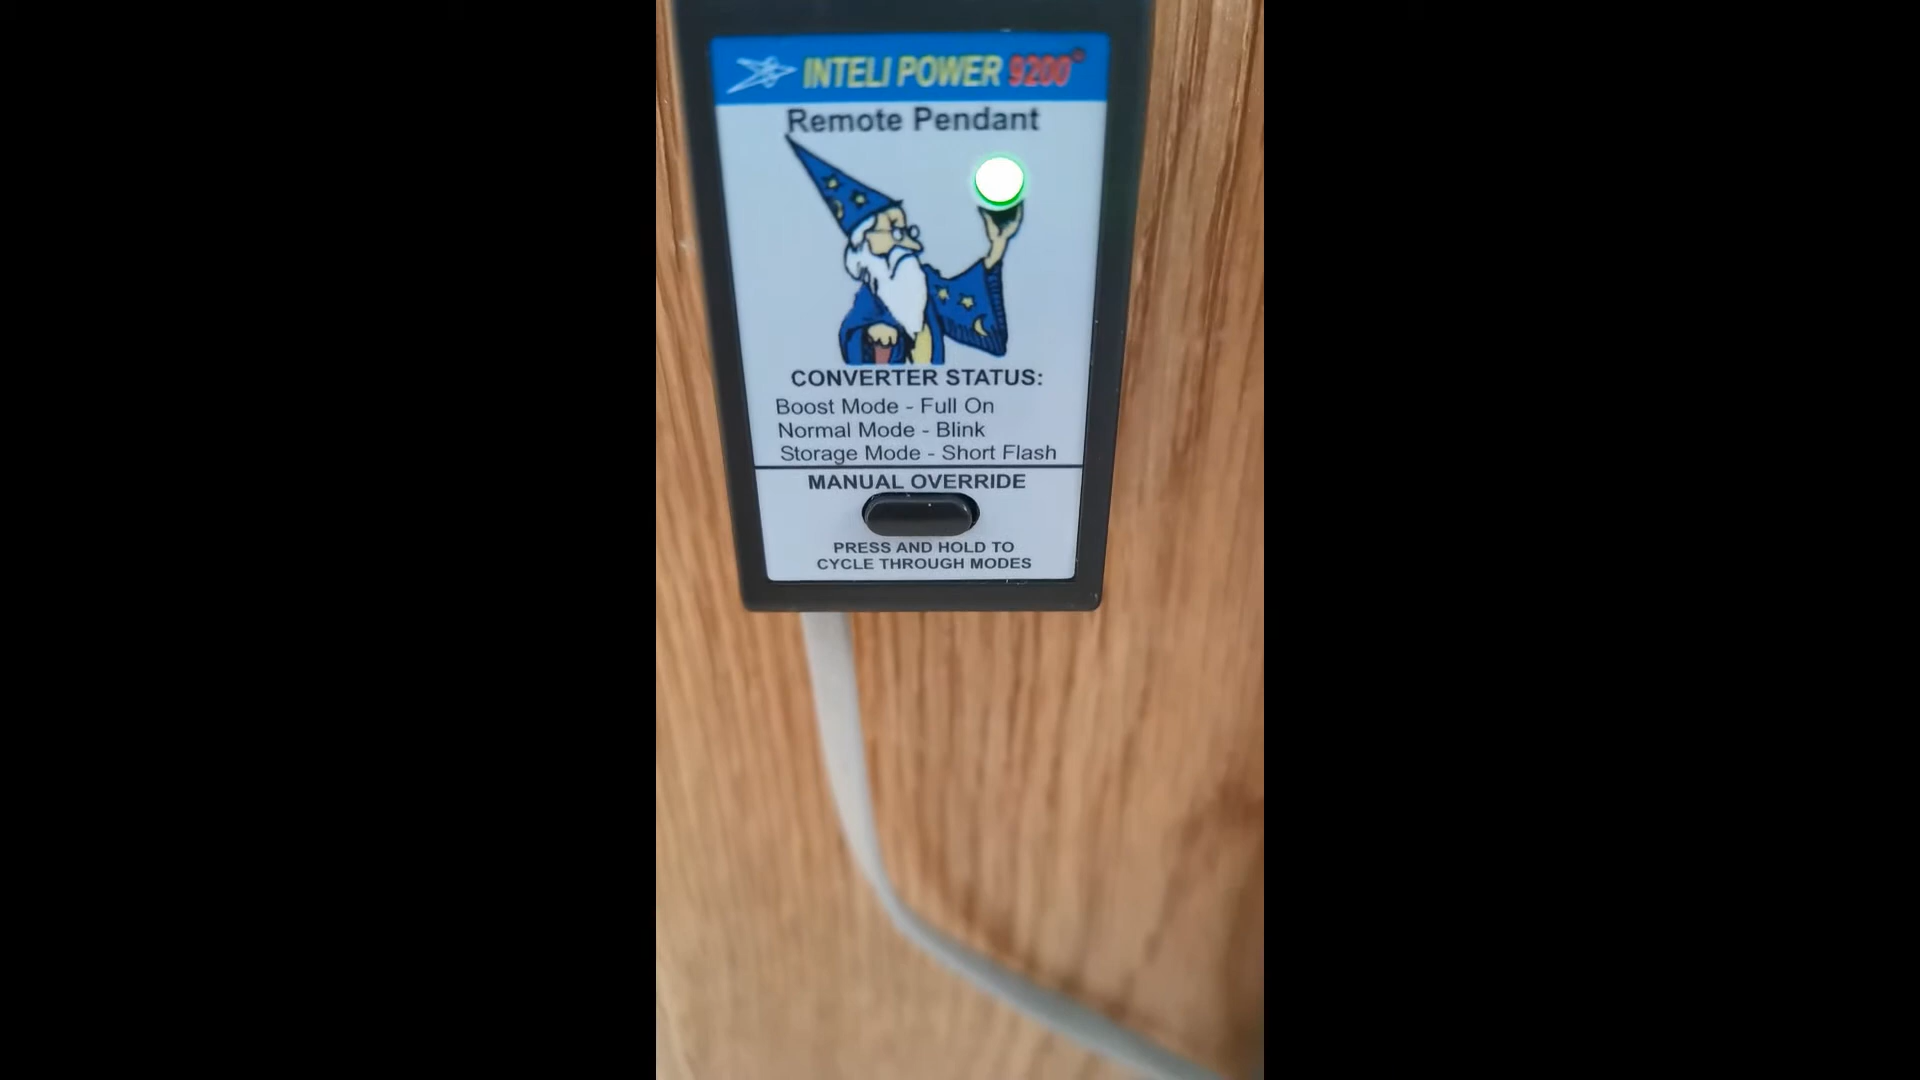 INTELI POWER 9200®
Remote Pendant
CONVERTER STATUS:
Boost Mode - Full On
Normal Mode - Blink
Storage Mode - Short Flash
MANUAL OVERRIDE
PRESS AND HOLD TO
CYCLE THROUGH MODES